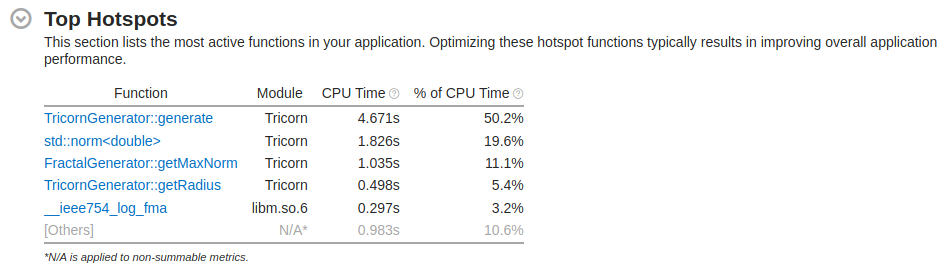 Top Hotspots
This section lists the most active functions in your application. Optimizing these hotspot functions typically results in improving overall application
performance.
Function Module CPU Time % of CPU Time
TricornGenerator::generate Tricorn 4.671s 50.2%
std::norm<double> Tricorn 1.826s 19.6%
FractalGenerator::getMaxNorm Tricorn 1.035s 11.1%
TricornGenerator::getRadius Tricorn 0.498s 5.4%
__ieee754_log_fma libm.so.6 0.297s 3.2%
[Others] N/A* 0.983s 10.6%
*N/A is applied to non-summable metrics.